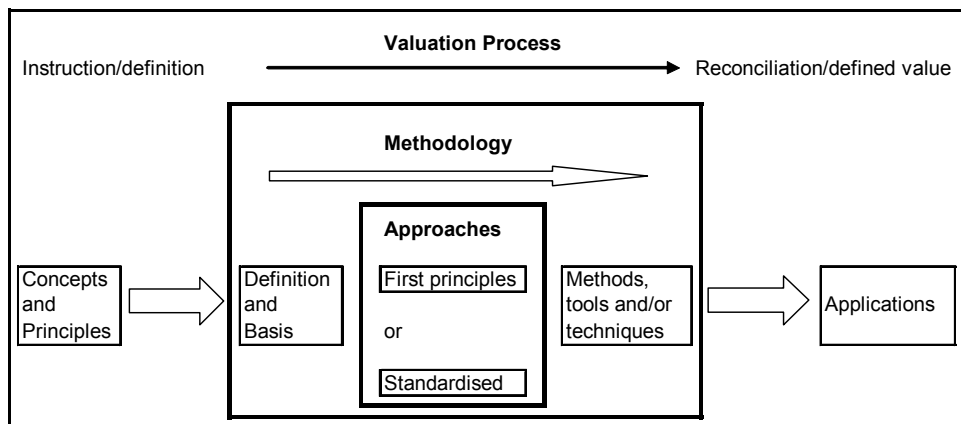 Valuation Process
Instruction/definition
Reconciliation/defined value
Methodology
Approaches
Concepts
and
Principles
Definition
and
Basis
First principles
or
Standardised
Methods,
tools and/or
techniques
Applications